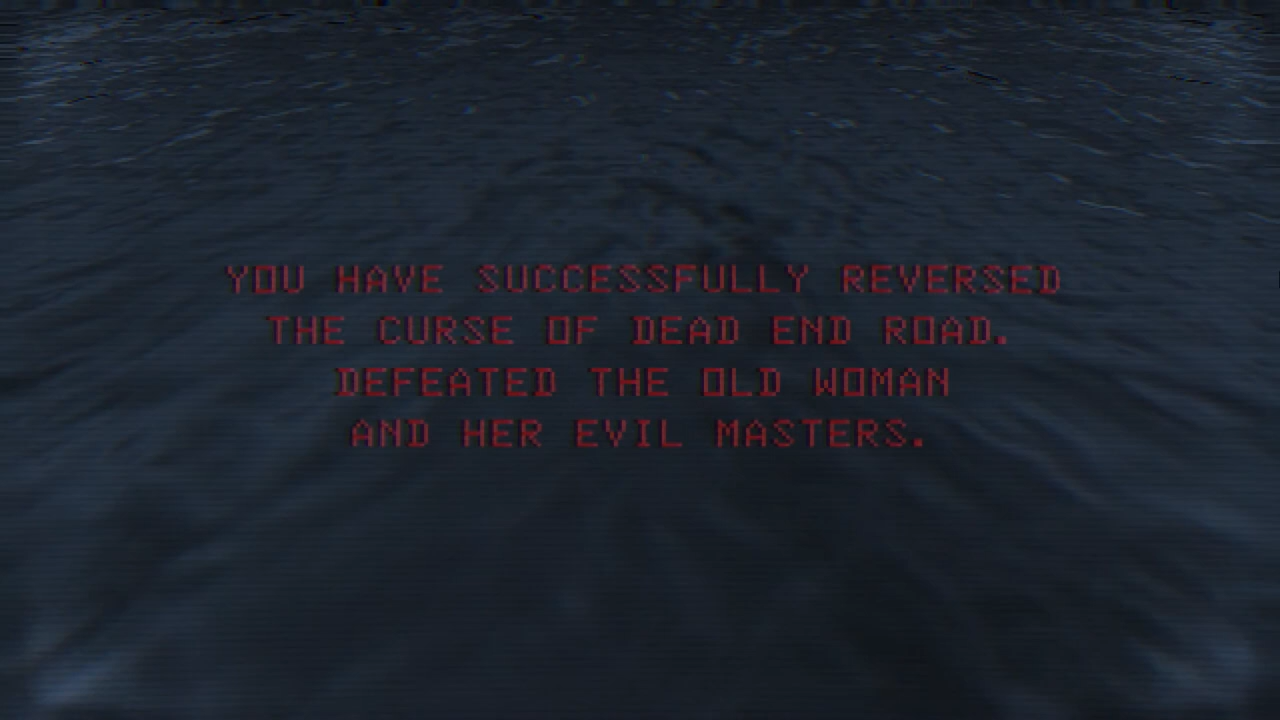 YOU HAVE SUCCESSFULLY REVERSED
THE CURSE OF DEAD END ROAD.
DEFEATED THE OLD WOMAN
AND HER EVIL MASTERS.